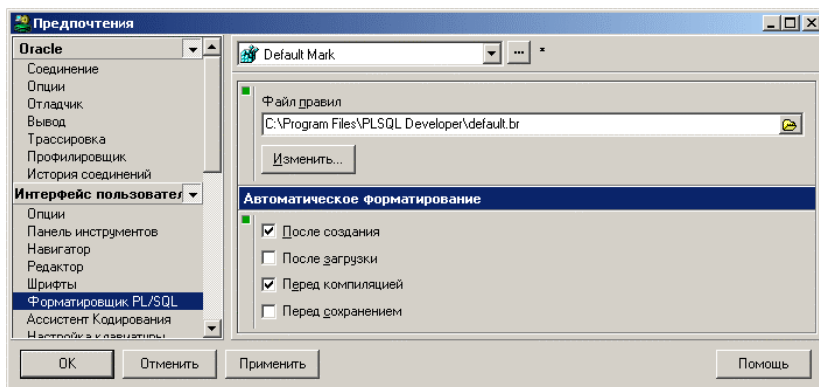 Предпочтения
Oracle
Соединение
Опции
Отладчик
Вывод
Трассировка
Профилировщик
История соединений
Интерфейс пользовател
Опции
Панель инструментов
Навигатор
Редактор
Шрифты
Форматировщик PL/SQL
Ассистент Кодирования
Настройка клавиатуры
Default Mark
... *
Файл правил
C:\Program Files\PLSQL Developer\default.br
Изменить...
Автоматическое форматирование
После создания
После загрузки
Перед компиляцией
Перед сохранением
OK
Отменить
Применить
Помощь